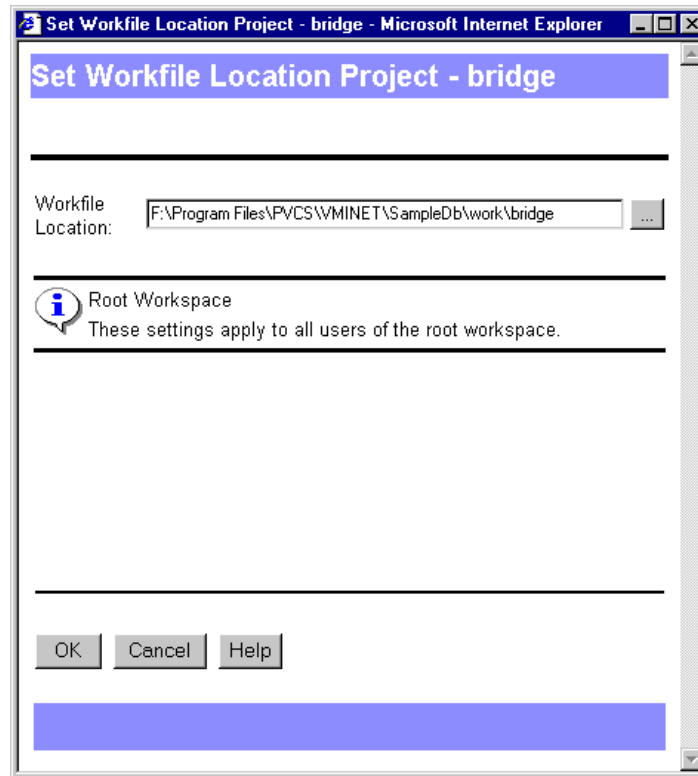 Set Workfile Location Project - bridge - Microsoft Internet Explorer
Set Workfile Location Project - bridge
Workfile
Location:
F:\Program Files\PVCS\VMINET\SampleDb\work\bridge
...
Root Workspace
These settings apply to all users of the root workspace.
OK Cancel Help